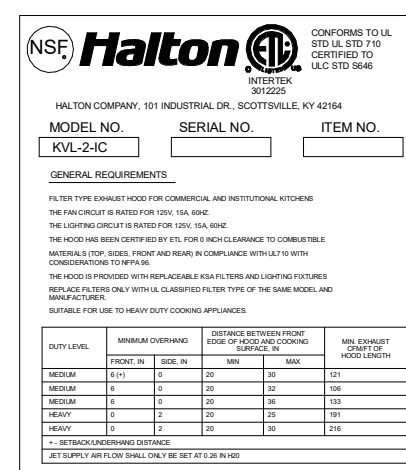 NSF
Halton
ETL
CONFORMS TO UL
STD UL STD 710
CERTIFIED TO
ULC STD S646
INTERTEK
3012225
HALTON COMPANY, 101 INDUSTRIAL DR., SCOTTSVILLE, KY 42164
MODEL NO. SERIAL NO. ITEM NO.
KVL-2-IC
GENERAL REQUIREMENTS
FILTER TYPE EXHAUST HOOD FOR COMMERCIAL AND INSTITUTIONAL KITCHENS
THE FAN CIRCUIT IS RATED FOR 125V, 15A, 60HZ.
THE LIGHTING CIRCUIT IS RATED FOR 125V, 15A, 60HZ.
THE HOOD HAS BEEN CERTIFIED BY ETL FOR 0 INCH CLEARANCE TO COMBUSTIBLE
MATERIALS (TOP, SIDES, FRONT AND REAR) IN COMPLIANCE WITH UL710 WITH
CONSIDERATIONS TO NFPA 96.
THE HOOD IS PROVIDED WITH REPLACEABLE KSA FILTERS AND LIGHTING FIXTURES
REPLACE FILTERS ONLY WITH UL CLASSIFIED FILTER TYPE OF THE SAME MODEL AND
MANUFACTURER.
SUITABLE FOR USE TO HEAVY DUTY COOKING APPLIANCES.
DUTY LEVEL MINIMUM OVERHANG DISTANCE BETWEEN FRONT
EDGE OF HOOD AND COOKING
SURFACE, IN MIN. EXHAUST
CFM/FT OF
HOOD LENGTH
FRONT, IN SIDE, IN MIN MAX
MEDIUM 6 (+) 0 20 30 121
MEDIUM 6 0 20 32 106
MEDIUM 6 0 20 36 133
HEAVY 0 2 20 25 191
HEAVY 0 2 20 30 216
+ - SETBACK/UNDERHANG DISTANCE
JET SUPPLY AIR FLOW SHALL ONLY BE SET AT 0.26 IN H20